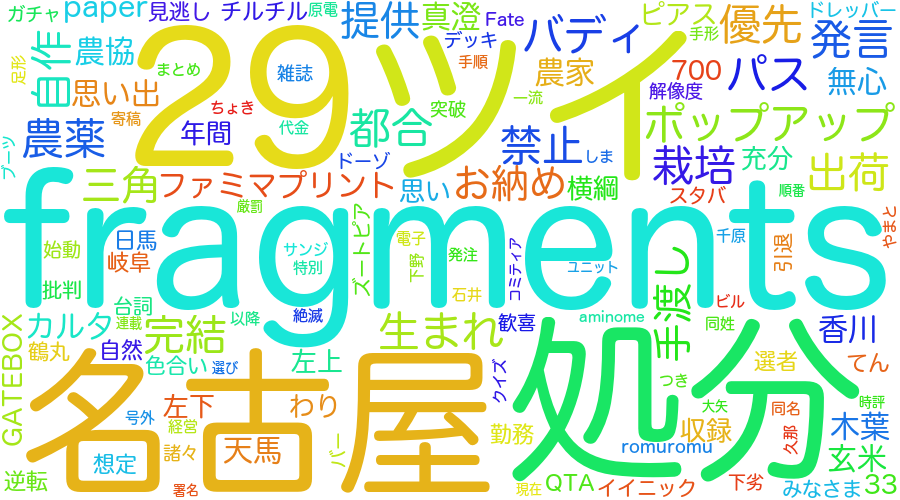 ガチャ
paper
見逃し
チルチル
原電
提供
真澄
Fate
バディ
ピアス
優先
ドレッバー
発言
自作
農協
29
ツイ
デッキ
手順
手形
足形
まとめ
雑誌
農家
700
パス
無心
思い出
ちょき
突破
一流
解像度
寄稿
農薬
年間
代金
都合
禁止
ポップアップ
ブーツ
ドーゾ
しま
栽培
充分
出荷
三角
ファミマプリント
思い
お納め
横綱
スタバ
順番
厳罰
fragments
やまと
始動
日馬
岐阜
サンジ
特別
ズートピア
電子
下野
発注
コミティア
ユニット
千原
引退
批判
石井
手渡し
ビル
台詞
連載
以降
絶滅
歓喜
aminome
同姓
香川
GATEBOX
カルタ
完結
生まれ
処分
鶴丸
自然
色合い
選び
左上
クイズ
つき
選者
てん
名古屋
号外
左下
わり
大矢
同名
時評
経営
天馬
バー
勤務
romuromu
収録
久那
木葉
想定
諸々
玄米
逆転
署名
現在
QTA
イイニック
下劣
みなさま
33